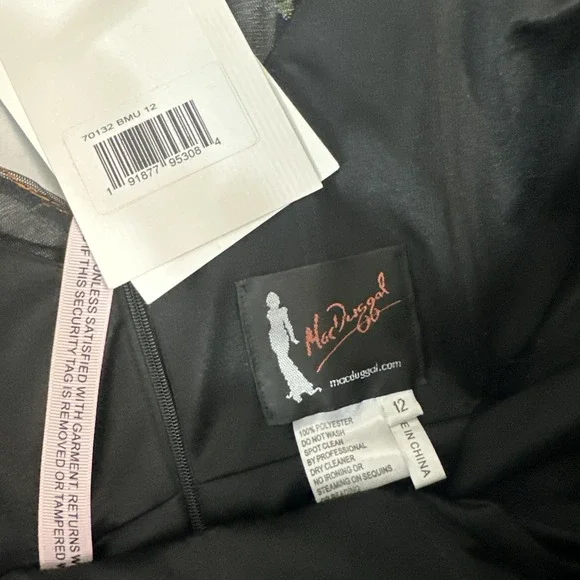 70132 BMU 12
1 91877 95308 4
UNLESS SATISFIED WITH GARMENT. RETURNS W
IF THIS SECURITY TAG IS REMOVED OR TAMPERED
Mac Duggal
macduggal.com
12
100% POLYESTER
DO NOT WASH
SPOT CLEAN
BY PROFESSIONAL
DRY CLEANER
NO IRONING OR
STEAMING ON SEQUINS
E IN CHINA